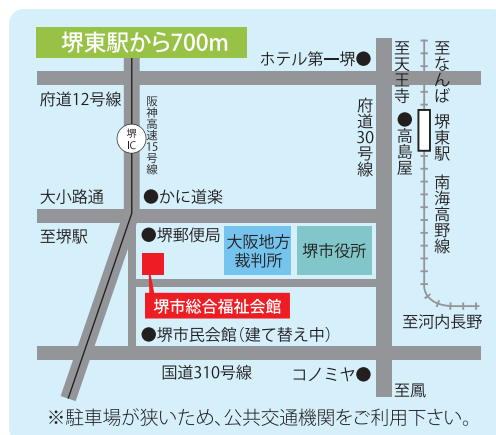 堺東駅から700m
ホテル第一堺
至天王寺
至なんば
府道12号線
阪神高速15号線
堺
IC
府道30号線
高島屋
堺東駅
南海高野線
大小路通
かに道楽
至堺駅
堺郵便局
大阪地方
裁判所
堺市役所
堺市総合福祉会館
至河内長野
堺市民会館（建て替え中）
国道310号線
コノミヤ
至鳳
※駐車場が狭いため、公共交通機関をご利用下さい。